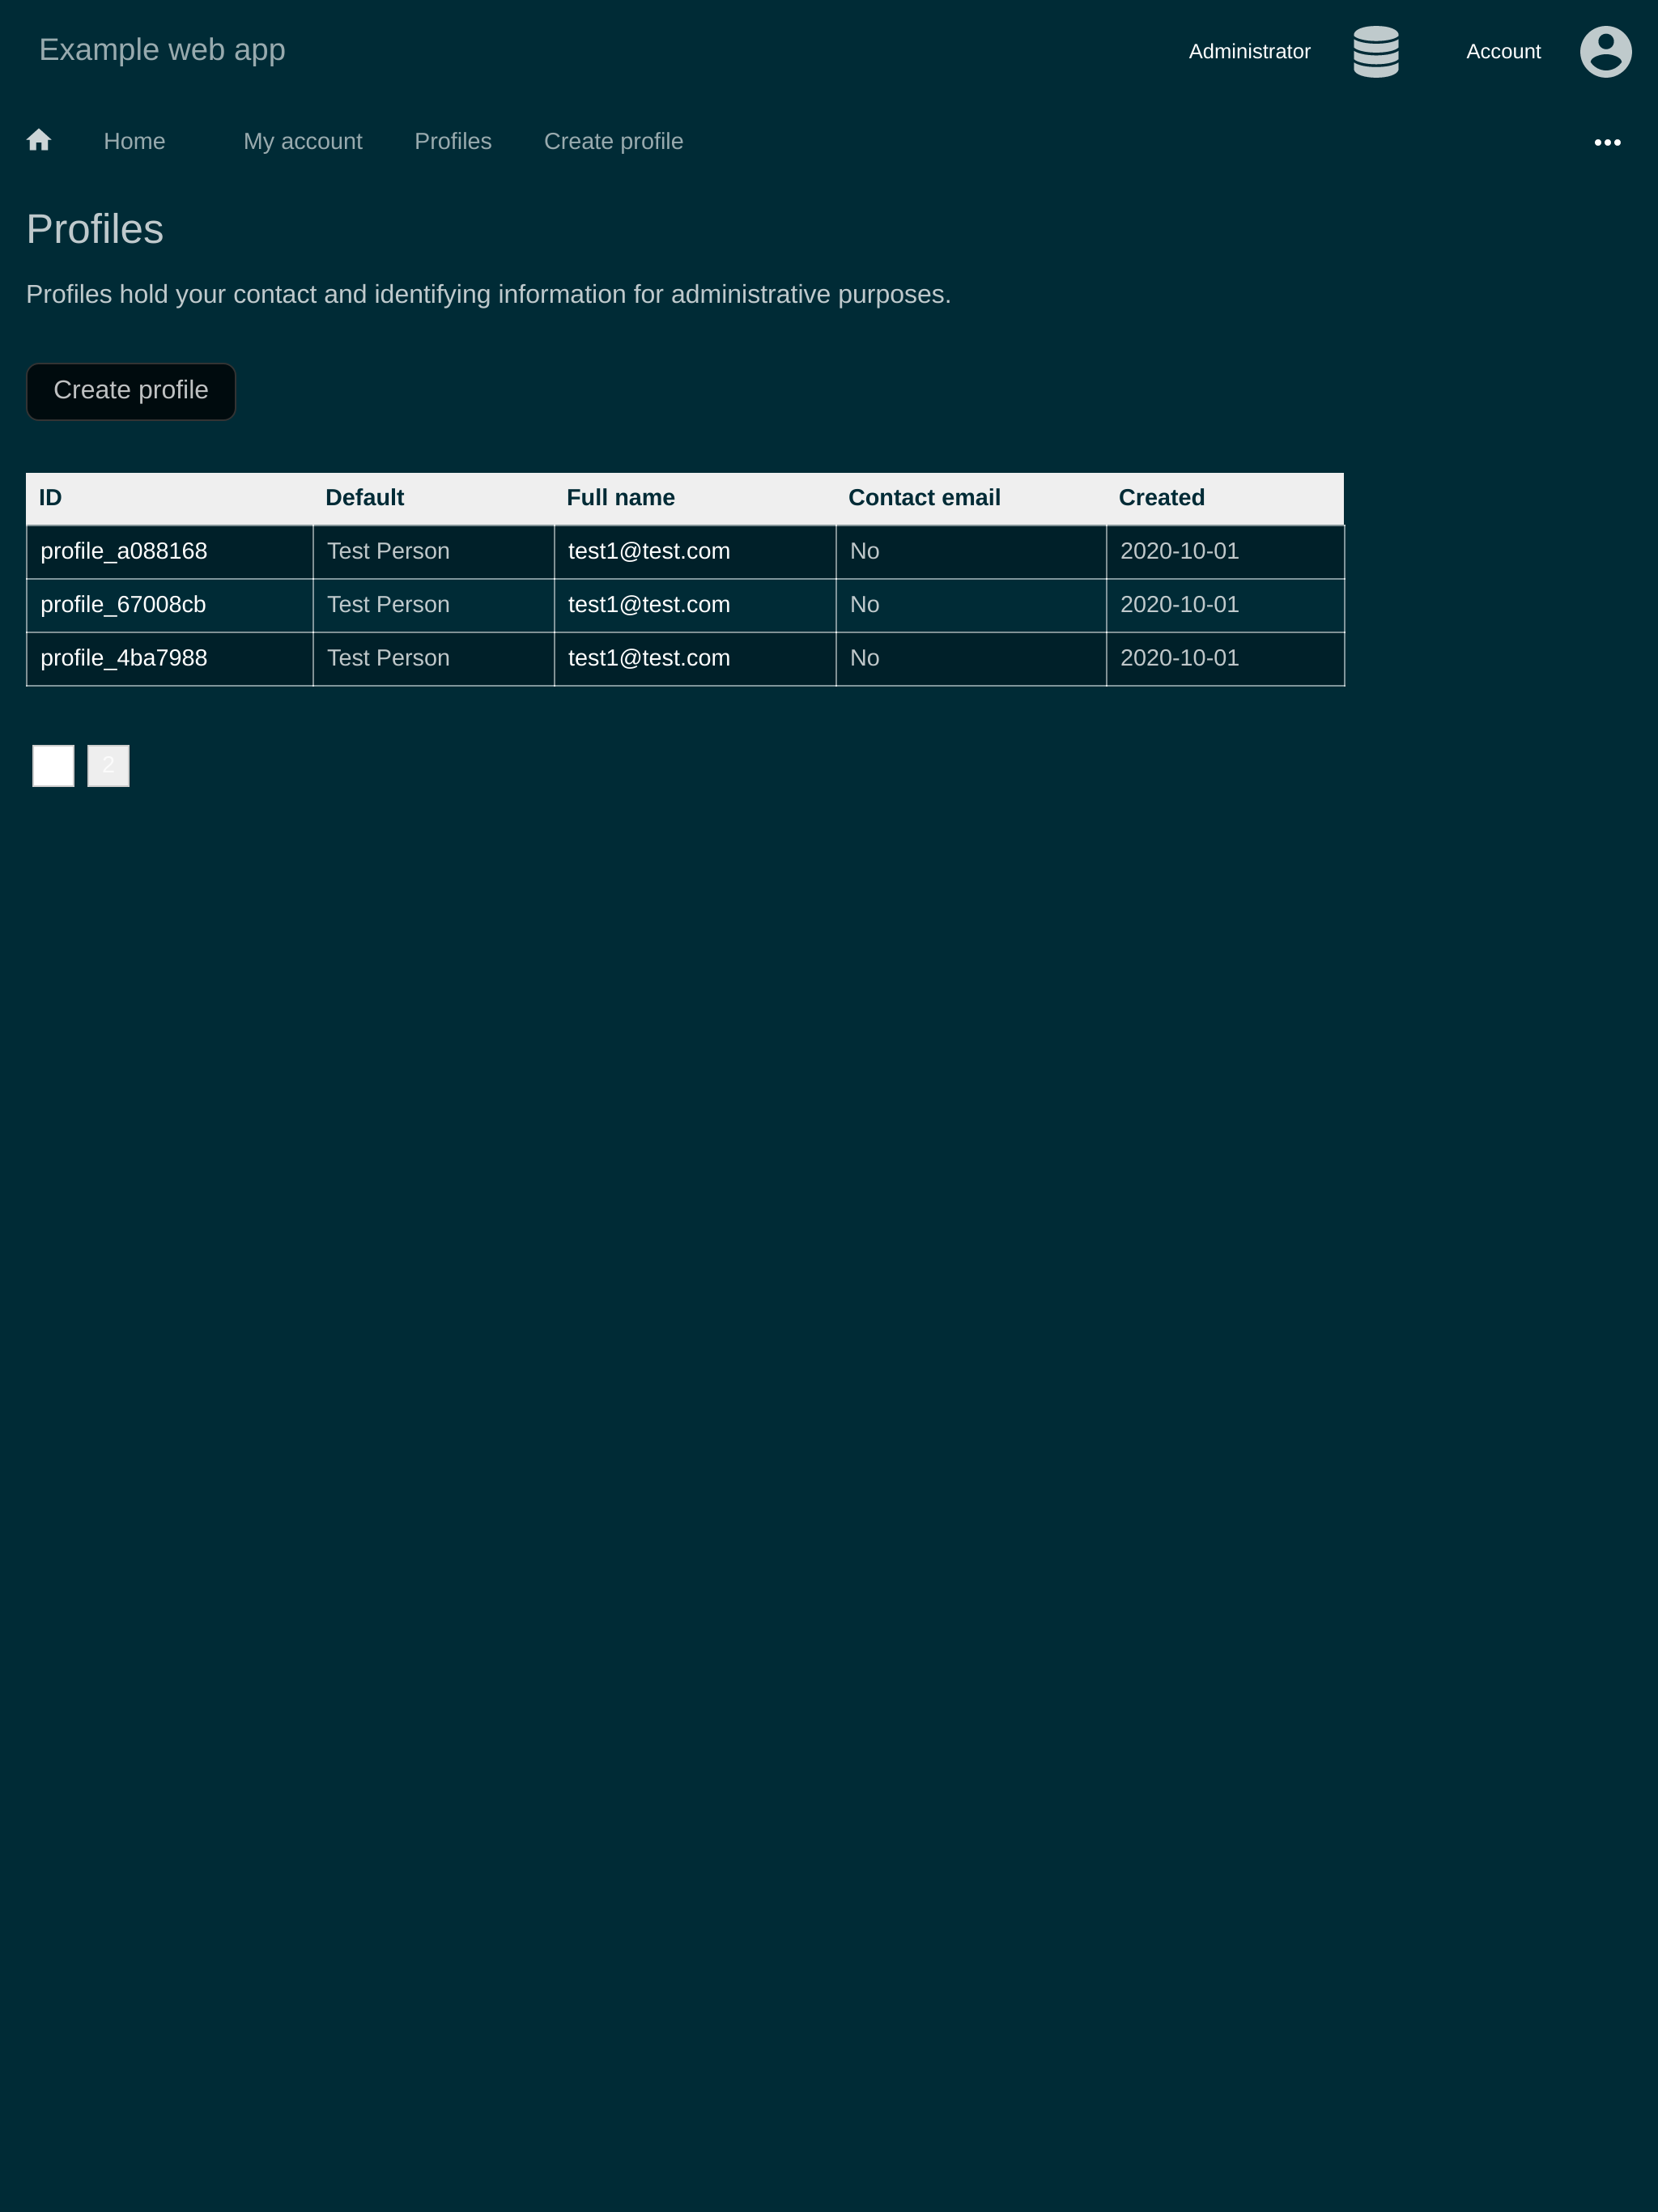 Example web app Administrator Account
Home My account Profiles Create profile
Profiles
Profiles hold your contact and identifying information for administrative purposes.
Create profile
ID Default Full name Contact email Created
profile_a088168 Test Person test1@test.com No 2020-10-01
profile_67008cb Test Person test1@test.com No 2020-10-01
profile_4ba7988 Test Person test1@test.com No 2020-10-01
2